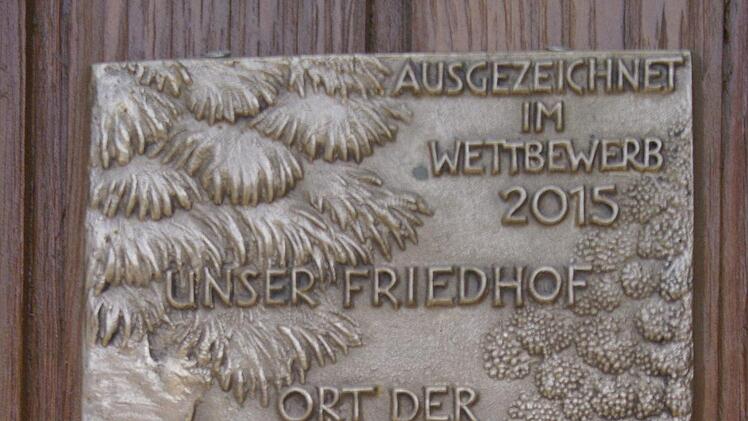 AUSGEZEICHNET
IM
WETTBEWERB
2015
UNSER FRIEDHOF
ORT DER